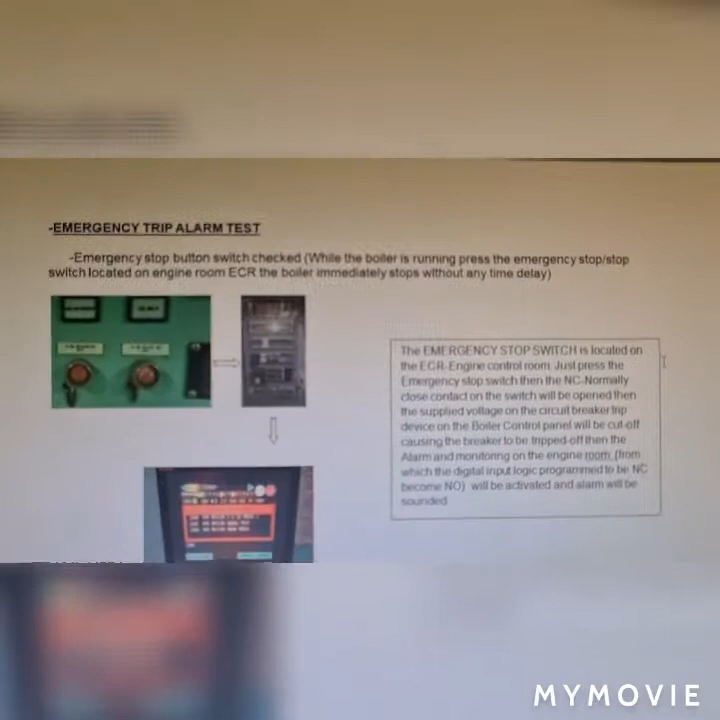 -EMERGENCY TRIP ALARM TEST
-Emergency stop button switch checked (While the boiler is running press the emergency stop/stop
switch located on engine room ECR the boiler immediately stops without any time delay)
The EMERGENCY STOP SWITCH is located on
the ECR-Engine control room. Just press the
Emergency stop switch then the NC-Normally
close contact on the switch will be opened then
the supplied voltage on the circuit breaker trip
device on the Boiler Control panel will be cut-off
causing the breaker to be tripped-off then the
Alarm and monitoring on the engine room (from
which the digital input logic programmed to be NC
become NO) will be activated and alarm will be
sounded
MYMOVIE